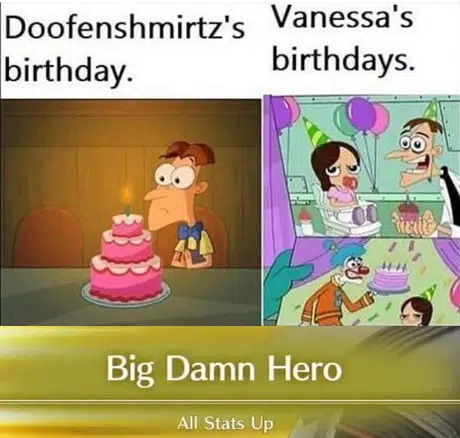 Doofenshmirtz's
birthday.
Vanessa's
birthdays.
Big Damn Hero
All Stats Up